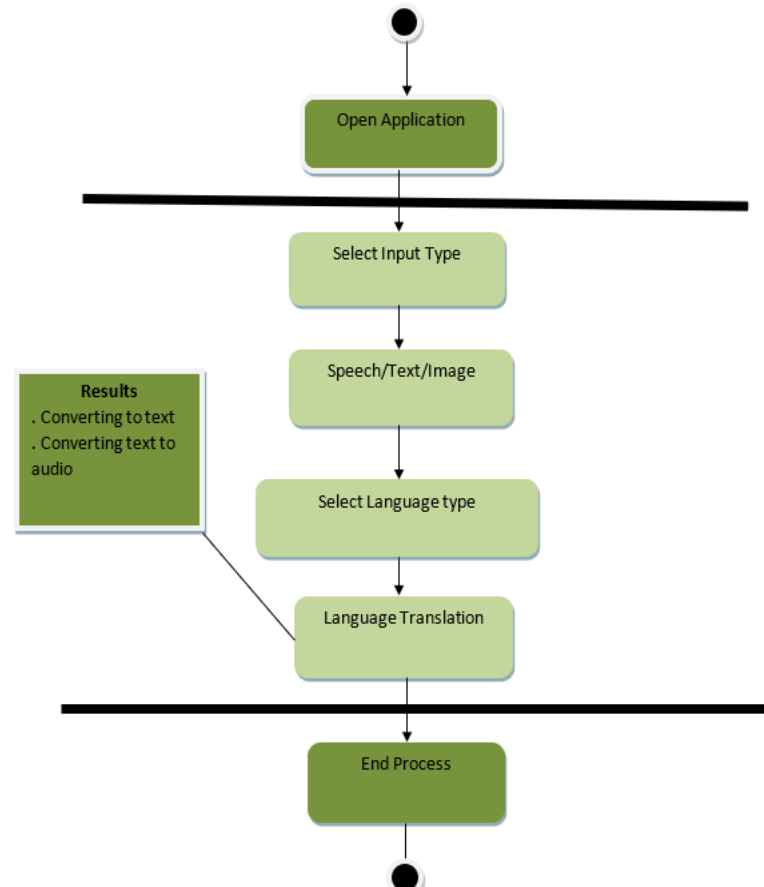 Open Application
Select Input Type
Speech/Text/Image
Results
. Converting to text
. Converting text to
audio
Select Language type
Language Translation
End Process